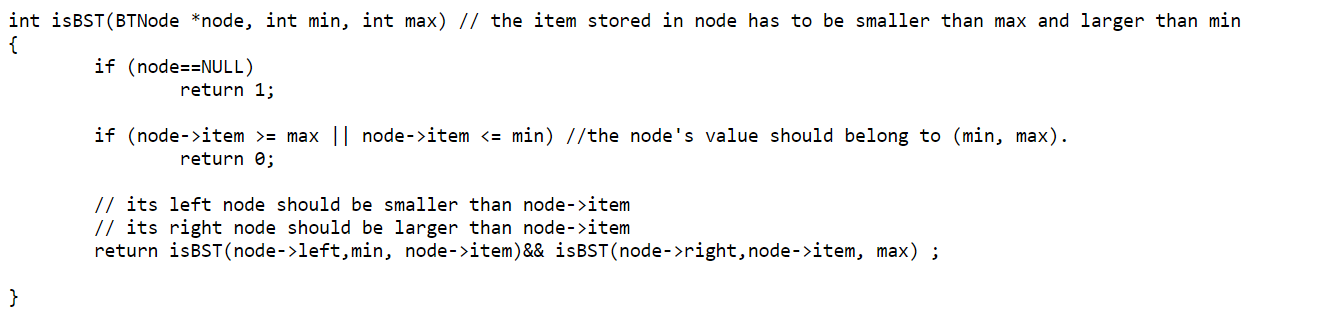 int isBST(BTNode *node, int min, int max) // the item stored in node has to be smaller than max and larger than min
{
        if (node==NULL)
                return 1;

        if (node->item >= max || node->item <= min) //the node's value should belong to (min, max).
                return 0;

        // its left node should be smaller than node->item
        // its right node should be larger than node->item
        return isBST(node->left,min, node->item)&& isBST(node->right,node->item, max) ;

}